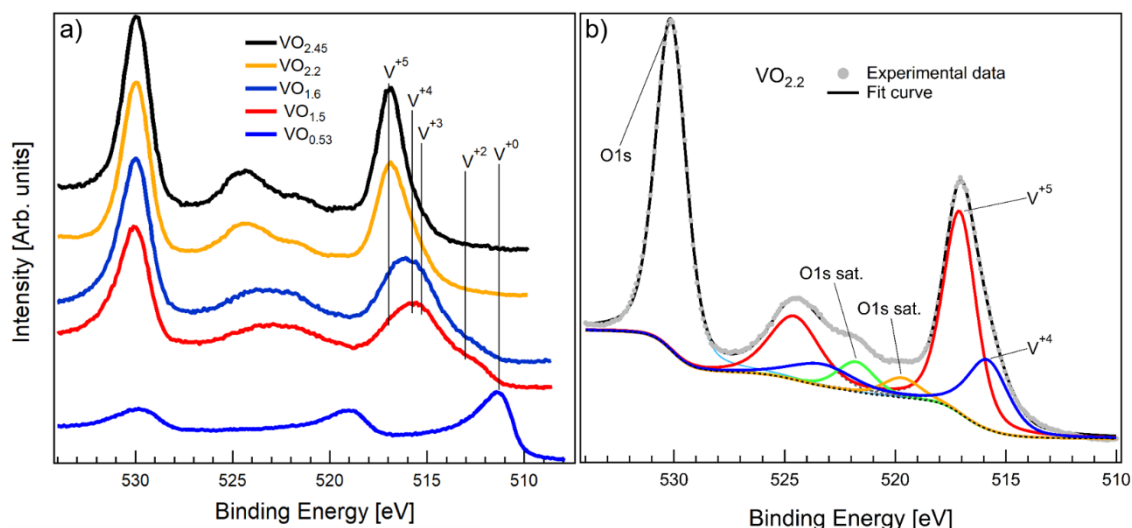 a)
VO2.45
VO2.2
VO1.6
VO1.5
VO0.53
V+5
V+4
V+3
V+2
V+0
Intensity [Arb. units]
530
525
520
515
510
Binding Energy [eV]
b)
VO2.2
Experimental data
Fit curve
O1s
O1s sat.
O1s sat.
V+5
V+4
530
525
520
515
510
Binding Energy [eV]